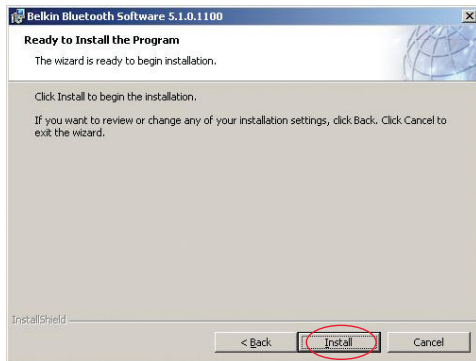 Belkin Bluetooth Software 5.1.0.1100
Ready to Install the Program
The wizard is ready to begin installation.
Click Install to begin the installation.
If you want to review or change any of your installation settings, click Back. Click Cancel to
exit the wizard.
InstallShield
< Back Install Cancel